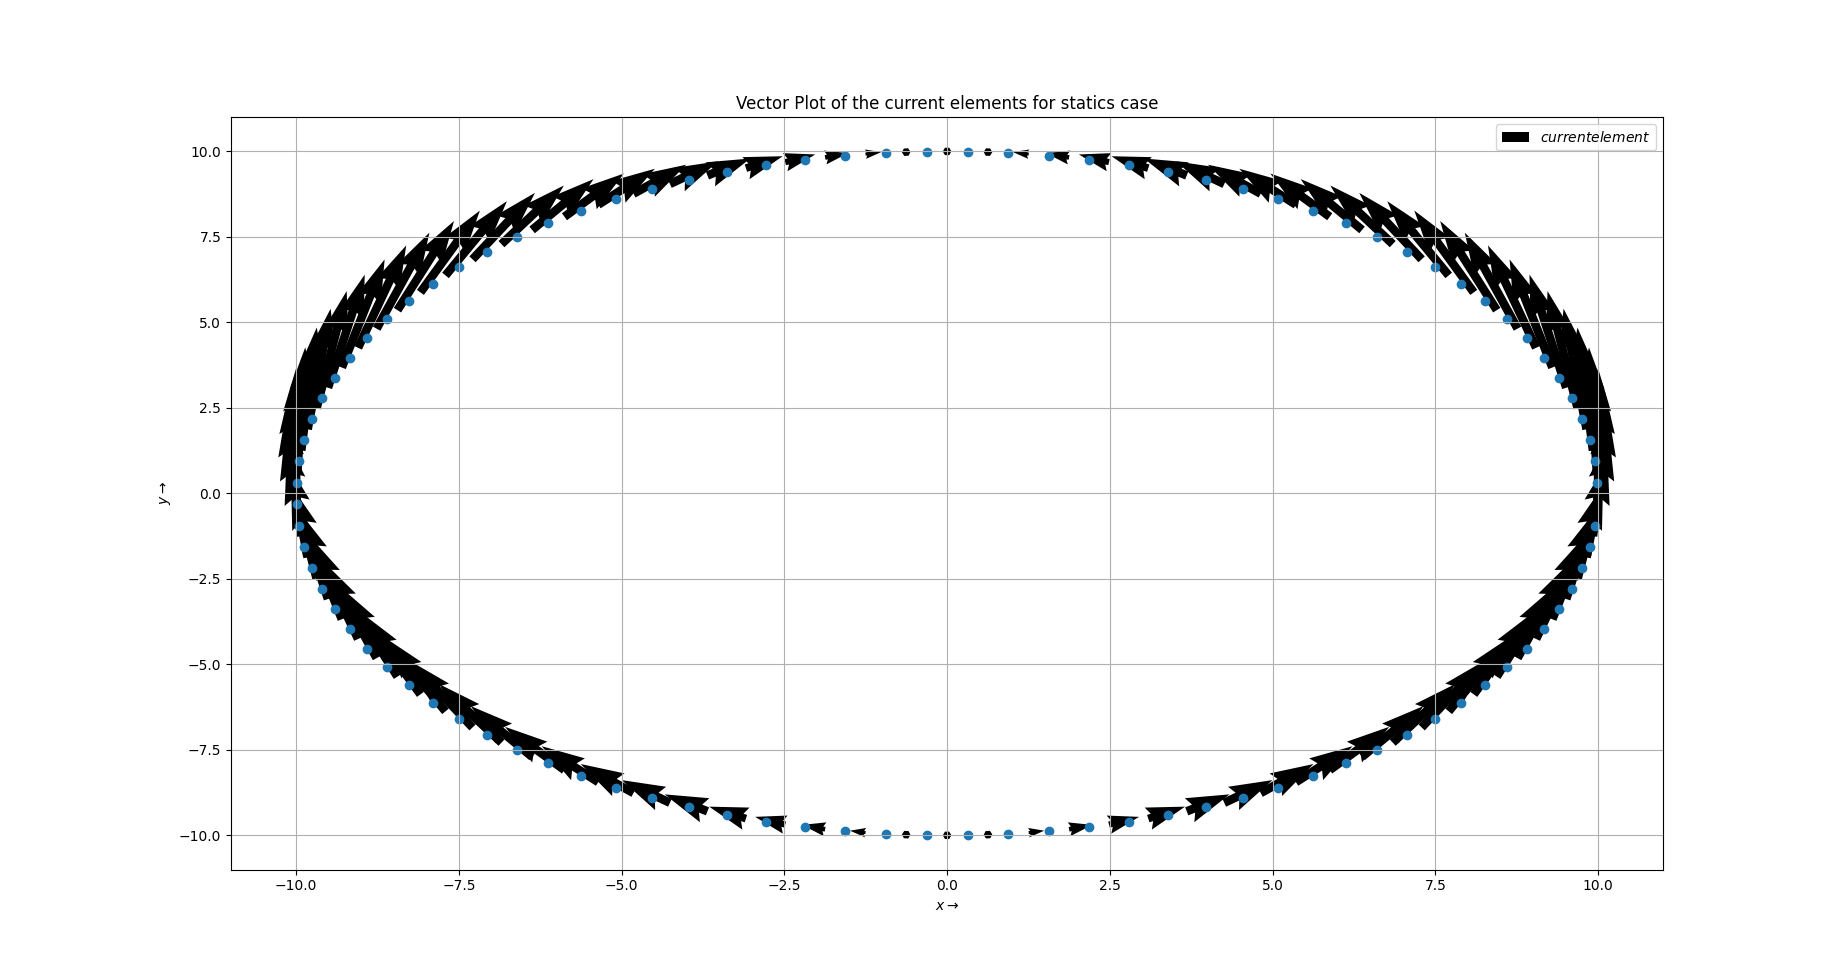 Vector Plot of the current elements for statics case
currentelement
10.0
7.5
5.0
2.5
0.0
−2.5
−5.0
−7.5
−10.0
y→
−10.0 −7.5 −5.0 −2.5 0.0 2.5 5.0 7.5 10.0
x→